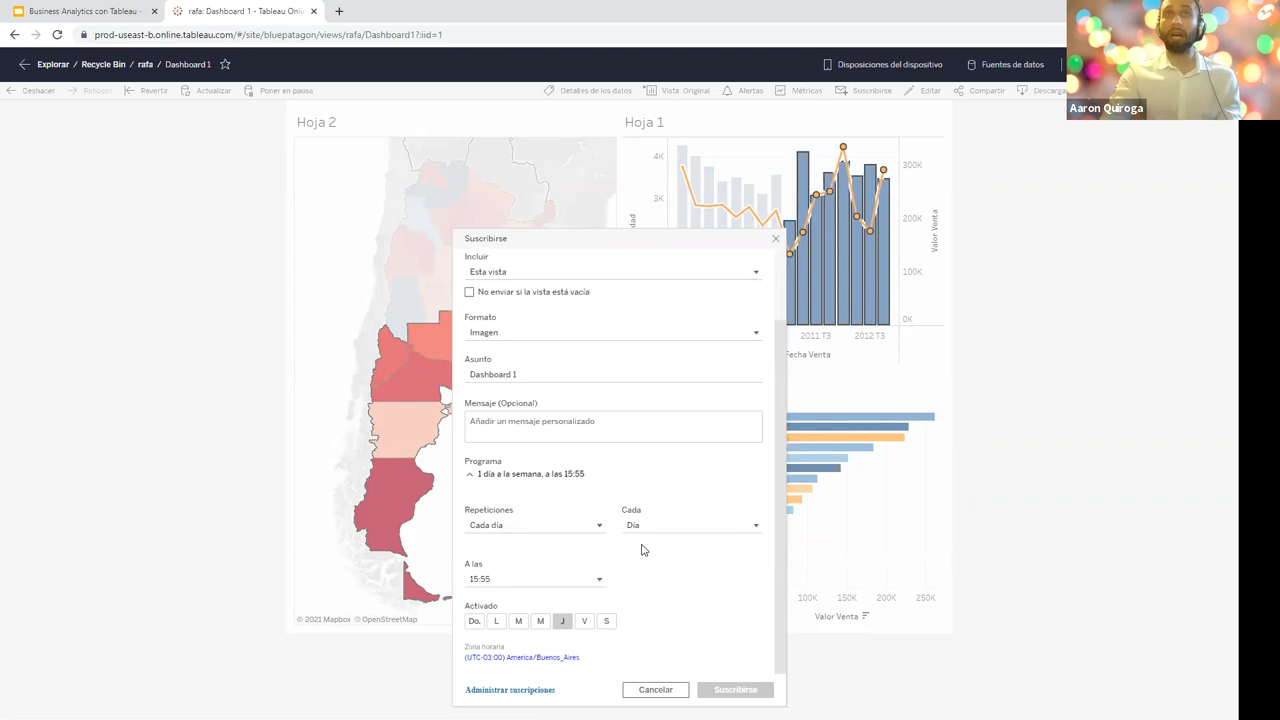 Business Analytics con Tableau -
rafa: Dashboard 1 - Tableau Onli
prod-useast-b.online.tableau.com/#/site/bluepatagon/views/rafa/Dashboard1?:iid=1
Explorar / Recycle Bin / rafa / Dashboard 1
Disposiciones del dispositivo
Fuentes de datos
Deshacer
Rehacer
Revertir
Actualizar
Poner en pausa
Detalles de los datos
Vista: Original
Alertas
Métricas
Suscribirse
Editar
Compartir
Descarga
Aaron Quiroga
Hoja 2
Hoja 1
4K
3K
300K
200K
100K
0K
Valor Venta
2011 T3
2012 T3
Fecha Venta
Suscribirse
Incluir
Esta vista
No enviar si la vista está vacía
Formato
Imagen
Asunto
Dashboard 1
Mensaje (Opcional)
Añadir un mensaje personalizado
Programa
1 día a la semana, a las 15:55
Repeticiones
Cada
Cada día
Día
A las
15:55
Activado
Do. L M M J V S
Zona horaria
(UTC-03:00) America/Buenos_Aires
Administrar suscripciones
Cancelar
Suscribirse
100K 150K 200K 250K
Valor Venta
© 2021 Mapbox © OpenStreetMap